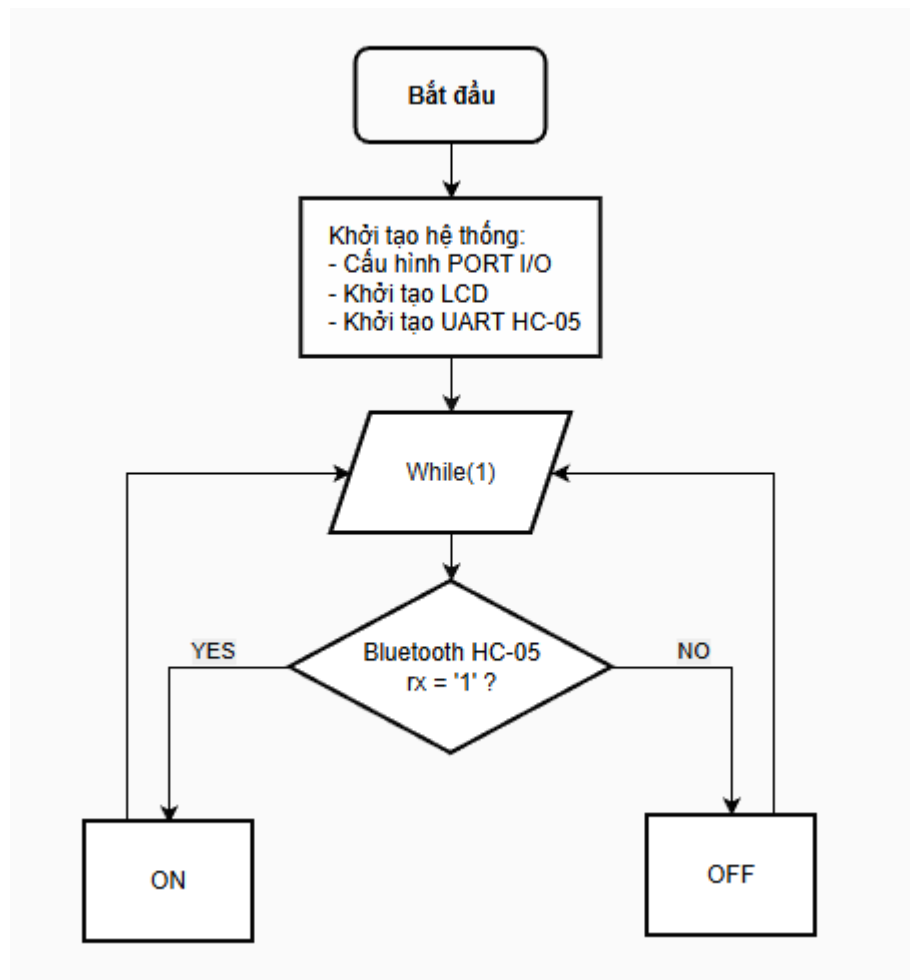 Bắt đầu
Khởi tạo hệ thống:
- Cấu hình PORT I/O
- Khởi tạo LCD
- Khởi tạo UART HC-05
While(1)
Bluetooth HC-05
rx = '1' ?
YES
NO
ON
OFF